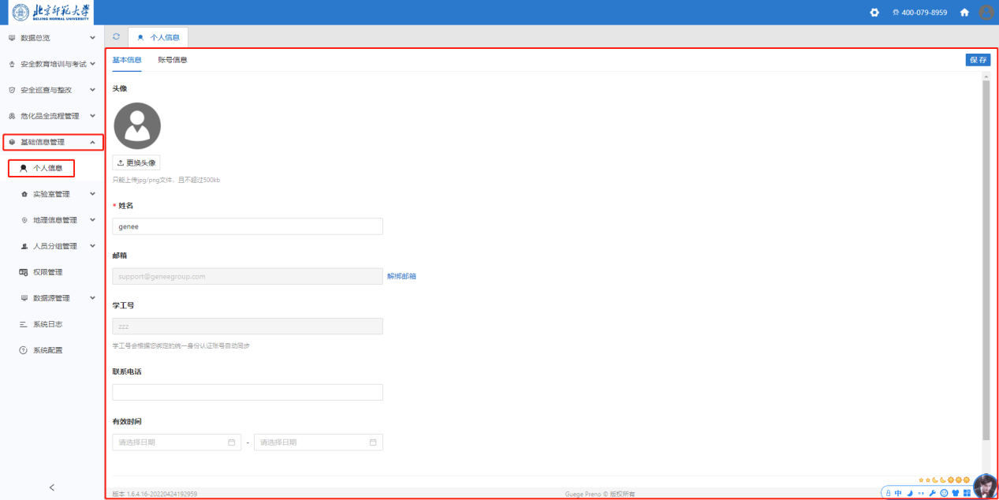 北京师范大学
BEIJING NORMAL UNIVERSITY
400-079-8959
数据总览
安全教育培训与考试
安全巡查与整改
危化品全流程管理
基础信息管理
个人信息
实验室管理
地理信息管理
人员分组管理
权限管理
数据源管理
系统日志
系统配置
个人信息
基本信息 账号信息
保存
头像
更换头像
只能上传jpg/png文件，且不超过500kb
* 姓名
genee
邮箱
support@geneegroup.com 解绑邮箱
学工号
zzz
学工号会根据您绑定的统一身份认证账号自动同步
联系电话
有效时间
请选择日期 - 请选择日期
版本 1.6.4.16-20220424192959
Guege Preno © 版权所有
中